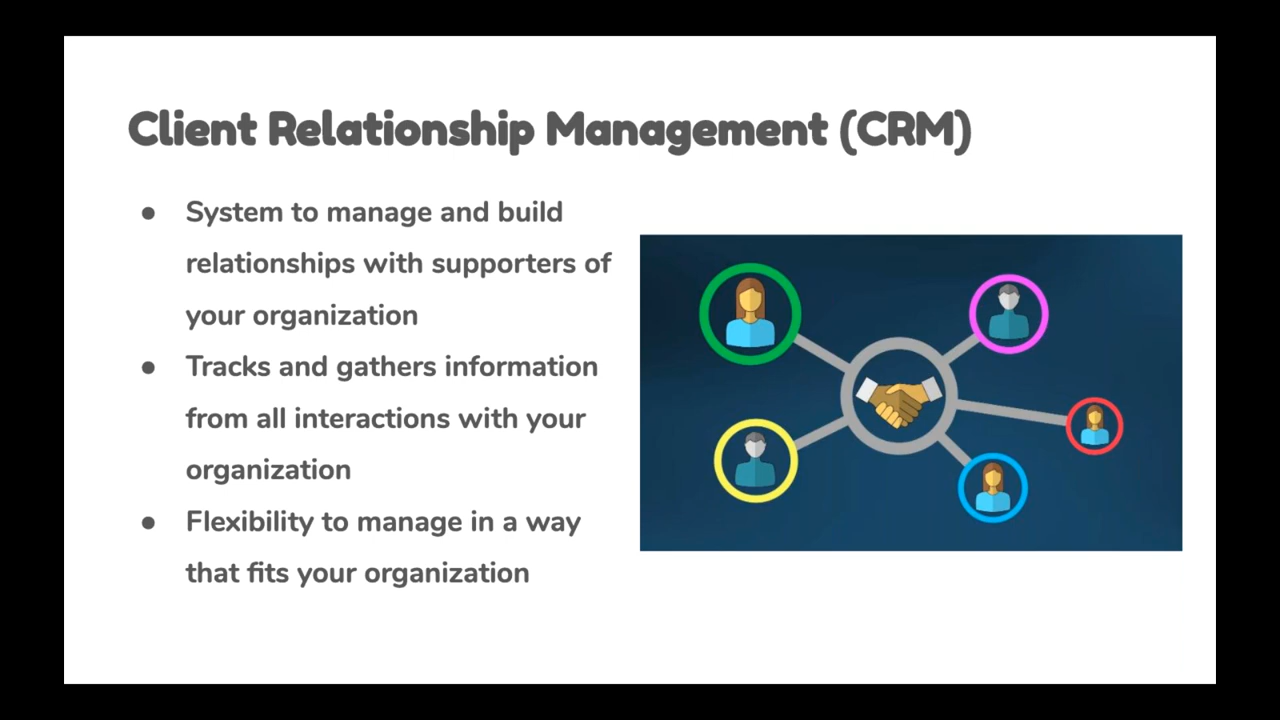 Client Relationship Management (CRM)
● System to manage and build
relationships with supporters of
your organization
● Tracks and gathers information
from all interactions with your
organization
● Flexibility to manage in a way
that fits your organization